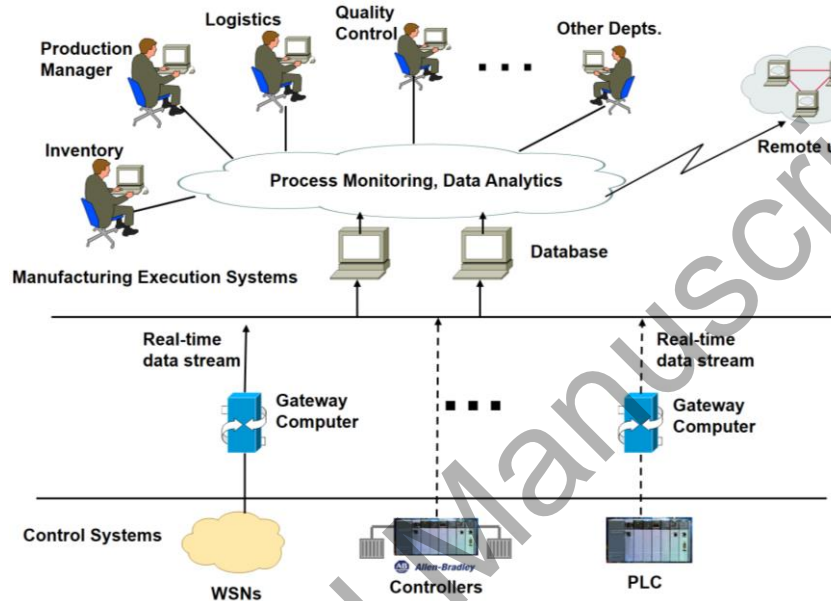 Logistics
Quality
Control
Other Depts.
Production
Manager
Inventory
Remote
Process Monitoring, Data Analytics
Database
Manufacturing Execution Systems
Real-time
data stream
Real-time
data stream
Gateway
Computer
Gateway
Computer
Control Systems
WSNs
AB Allen-Bradley
Controllers
PLC